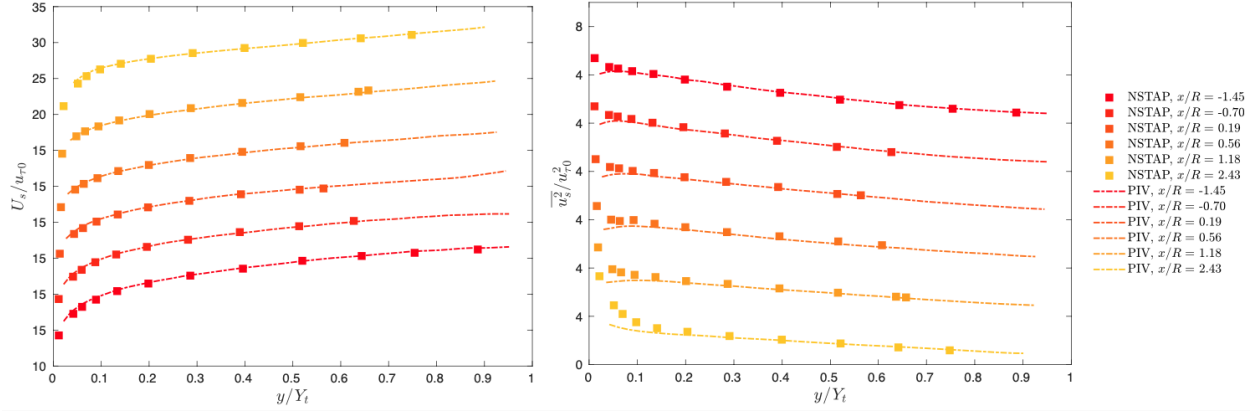 35
30
25
20
15
15
15
15
15
10
0 0.1 0.2 0.3 0.4 0.5 0.6 0.7 0.8 0.9 1
y/Y_t
U_s/u_{τ0}
8
4
4
4
4
4
4
0
0 0.1 0.2 0.3 0.4 0.5 0.6 0.7 0.8 0.9 1
y/Y_t
\overline{u_s^2}/u_{τ0}^2
NSTAP, x/R = -1.45
NSTAP, x/R = -0.70
NSTAP, x/R = 0.19
NSTAP, x/R = 0.56
NSTAP, x/R = 1.18
NSTAP, x/R = 2.43
PIV, x/R = -1.45
PIV, x/R = -0.70
PIV, x/R = 0.19
PIV, x/R = 0.56
PIV, x/R = 1.18
PIV, x/R = 2.43